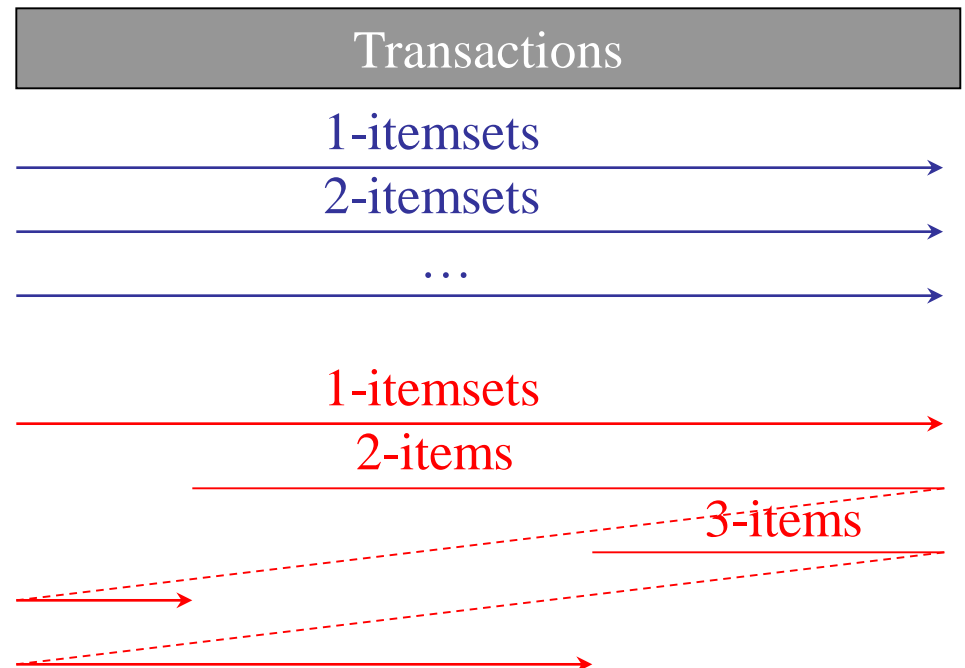 Transactions
1-itemsets
2-itemsets
…
1-itemsets
2-items
3-items